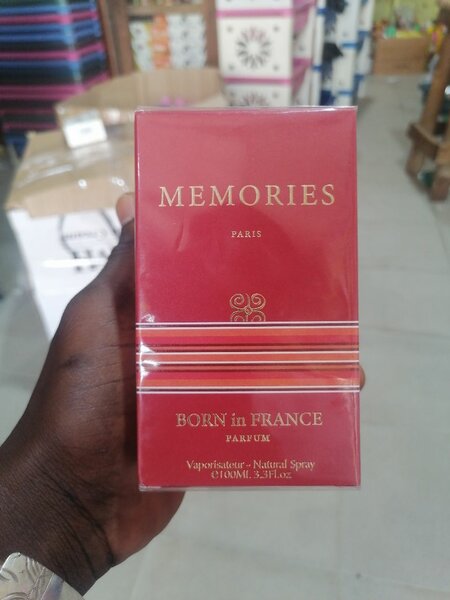 MEMORIES
PARIS
BORN in FRANCE
PARFUM
Vaporisateur - Natural Spray
℮100Ml. 3.3Fl.oz